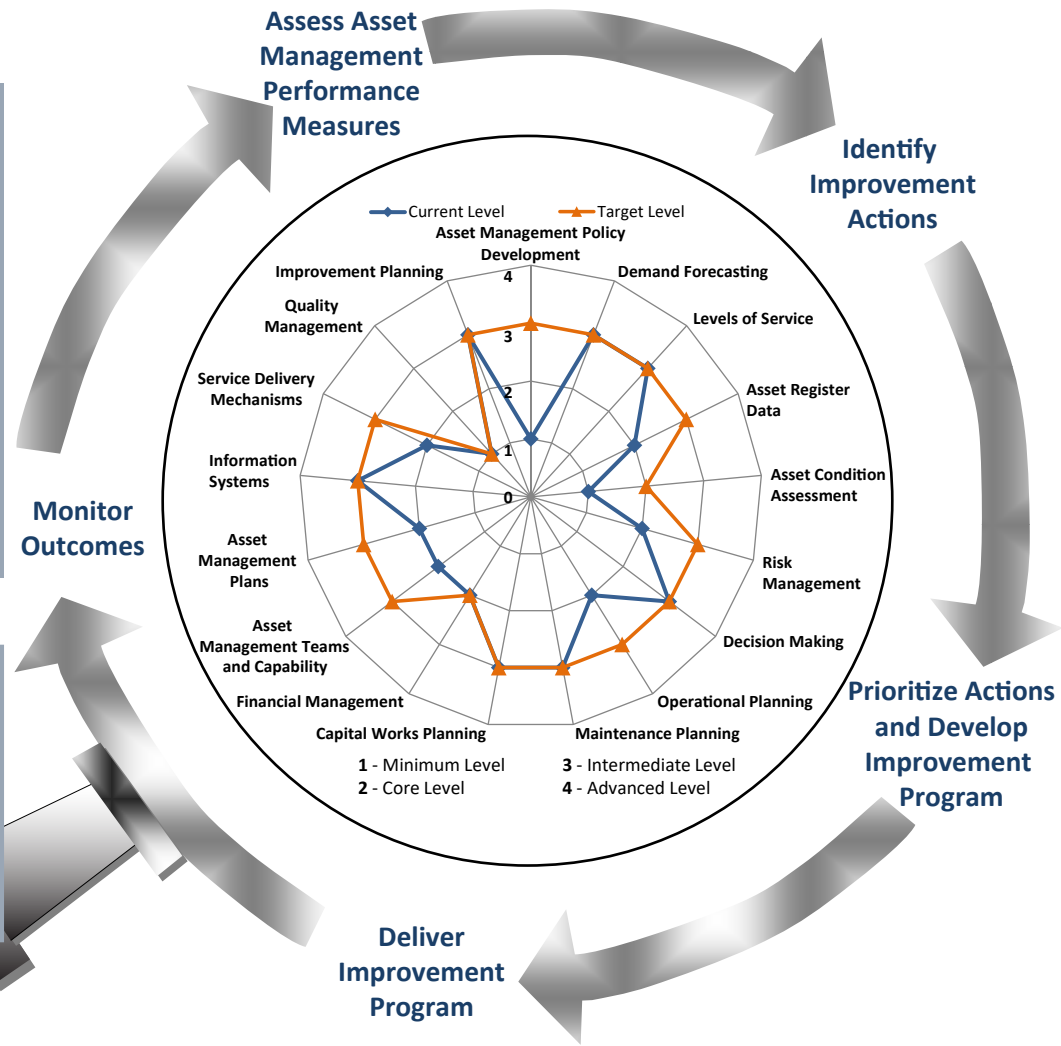 Assess Asset
Management
Performance
Measures
Identify
Improvement
Actions
Prioritize Actions
and Develop
Improvement
Program
Deliver
Improvement
Program
Monitor
Outcomes
Current Level
Target Level
Asset Management Policy
Development
Demand Forecasting
Levels of Service
Asset Register
Data
Asset Condition
Assessment
Risk
Management
Decision Making
Operational Planning
Maintenance Planning
Capital Works Planning
Financial Management
Asset
Management Teams
and Capability
Asset
Management
Plans
Information
Systems
Service Delivery
Mechanisms
Quality
Management
Improvement Planning
4
3
2
1
0
1 - Minimum Level
2 - Core Level
3 - Intermediate Level
4 - Advanced Level